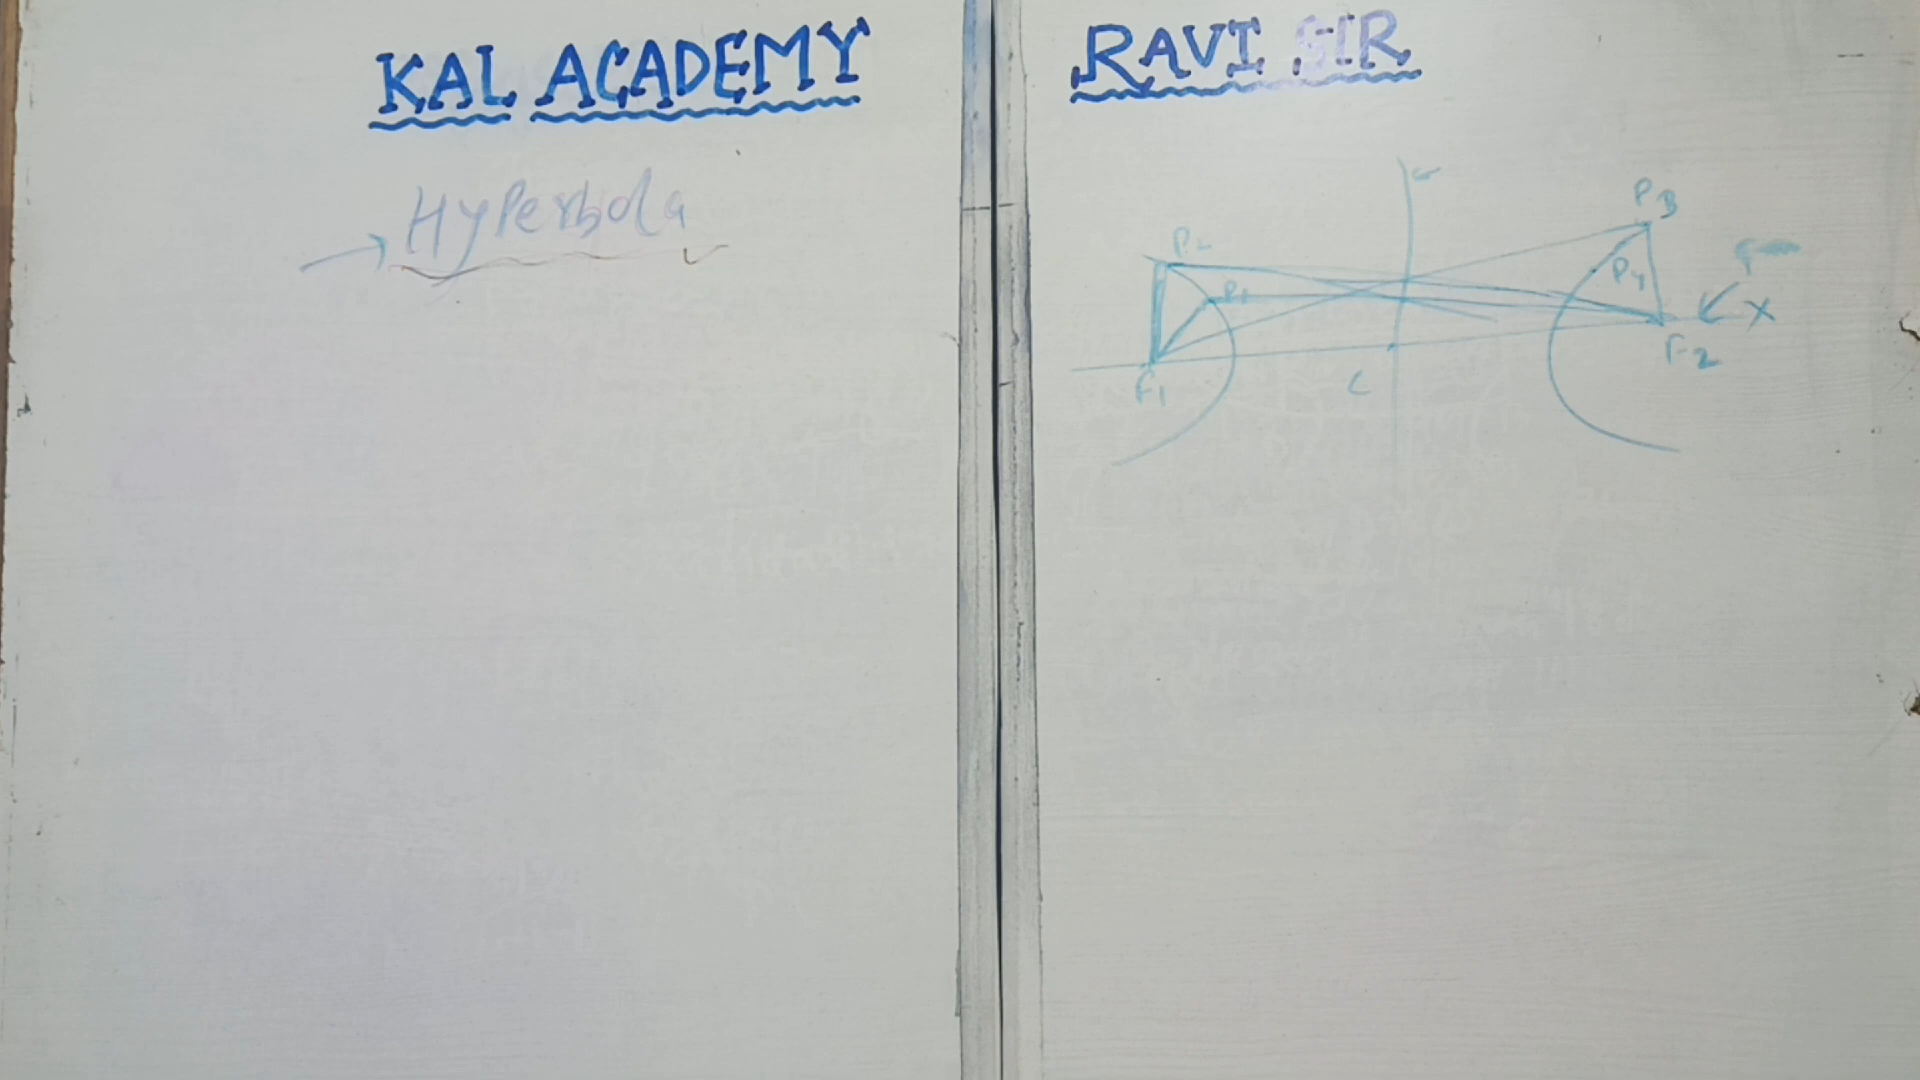 KAL ACADEMY
RAVI SIR
Hyperbola
P3
P2
P4
P1
X
F2
F1
C